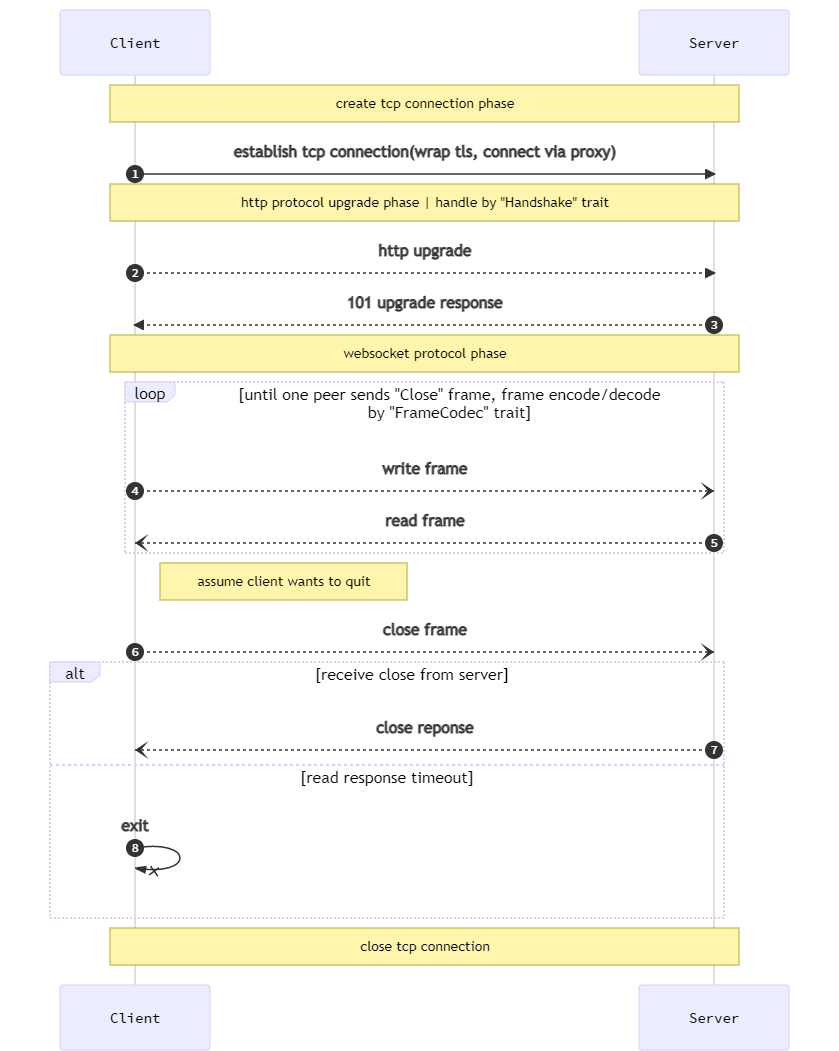 Client
Server
create tcp connection phase
establish tcp connection(wrap tls, connect via proxy)
1
http protocol upgrade phase | handle by "Handshake" trait
http upgrade
2
101 upgrade response
3
websocket protocol phase
loop
[until one peer sends "Close" frame, frame encode/decode
by "FrameCodec" trait]
write frame
4
read frame
5
assume client wants to quit
close frame
6
alt
[receive close from server]
close reponse
7
[read response timeout]
exit
8
close tcp connection
Client
Server